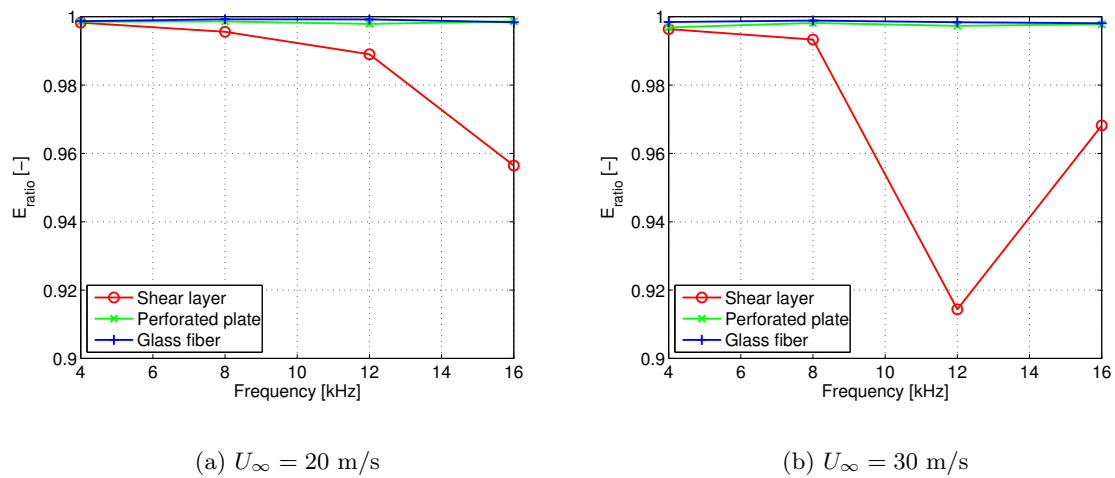 1
0.98
0.96
0.94
0.92
0.9
E_ratio [−]
4 6 8 10 12 14 16
Frequency [kHz]
Shear layer
Perforated plate
Glass fiber
(a) U∞ = 20 m/s
1
0.98
0.96
0.94
0.92
0.9
E_ratio [−]
4 6 8 10 12 14 16
Frequency [kHz]
Shear layer
Perforated plate
Glass fiber
(b) U∞ = 30 m/s